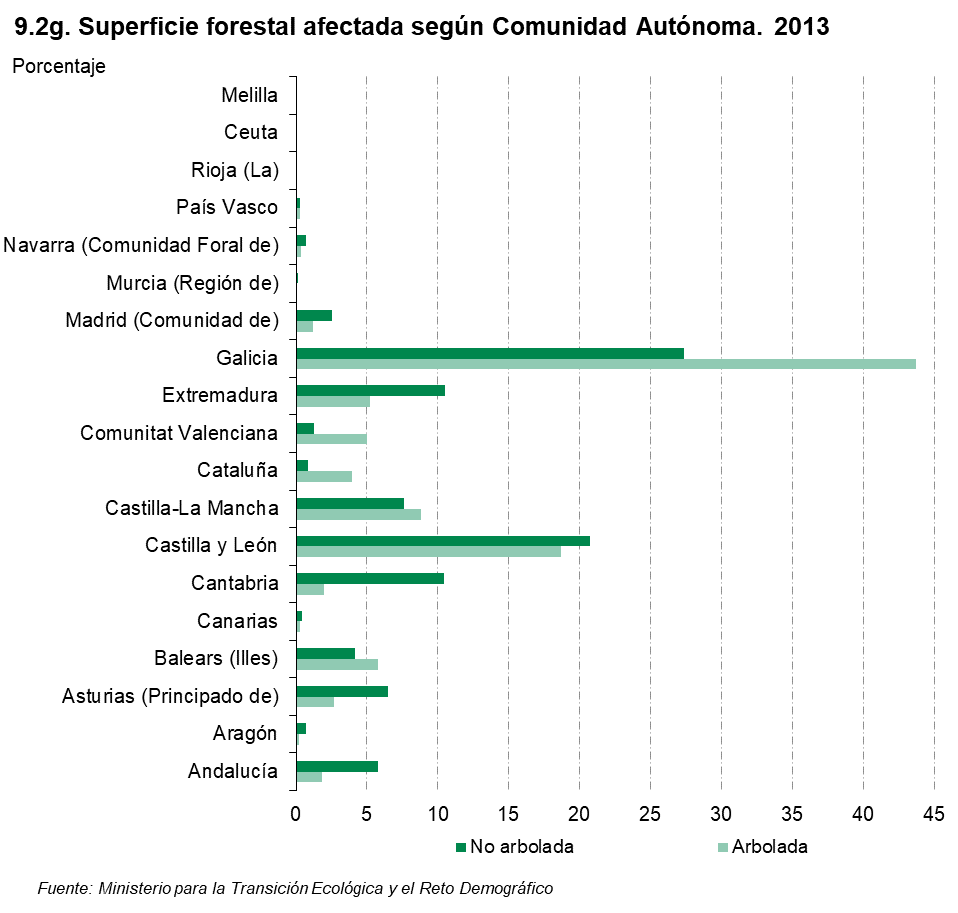 9.2g. Superficie forestal afectada según Comunidad Autónoma. 2013
Porcentaje
Melilla
Ceuta
Rioja (La)
País Vasco
Navarra (Comunidad Foral de)
Murcia (Región de)
Madrid (Comunidad de)
Galicia
Extremadura
Comunitat Valenciana
Cataluña
Castilla-La Mancha
Castilla y León
Cantabria
Canarias
Balears (Illes)
Asturias (Principado de)
Aragón
Andalucía
0 5 10 15 20 25 30 35 40 45
No arbolada Arbolada
Fuente: Ministerio para la Transición Ecológica y el Reto Demográfico